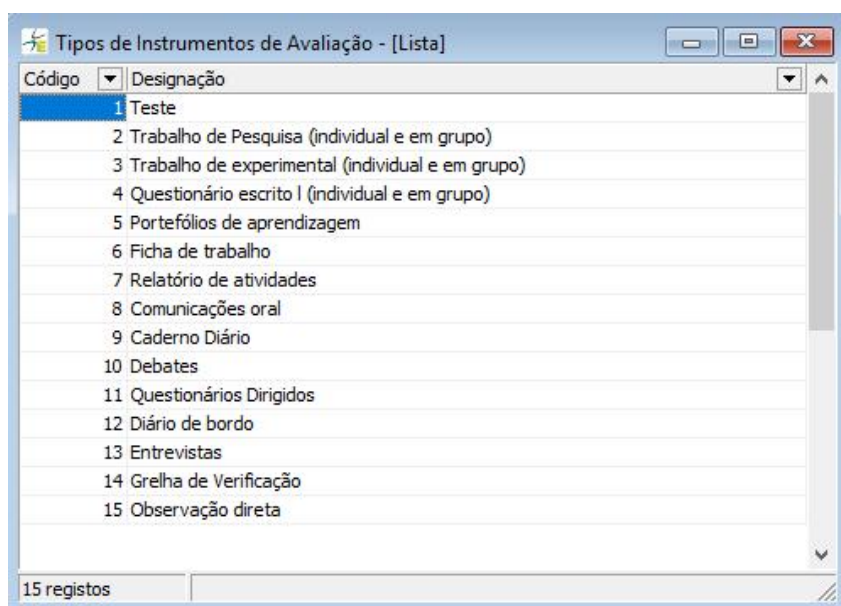 Tipos de Instrumentos de Avaliação - [Lista]
Código Designação
1 Teste
2 Trabalho de Pesquisa (individual e em grupo)
3 Trabalho de experimental (individual e em grupo)
4 Questionário escrito l (individual e em grupo)
5 Portefólios de aprendizagem
6 Ficha de trabalho
7 Relatório de atividades
8 Comunicações oral
9 Caderno Diário
10 Debates
11 Questionários Dirigidos
12 Diário de bordo
13 Entrevistas
14 Grelha de Verificação
15 Observação direta
15 registos